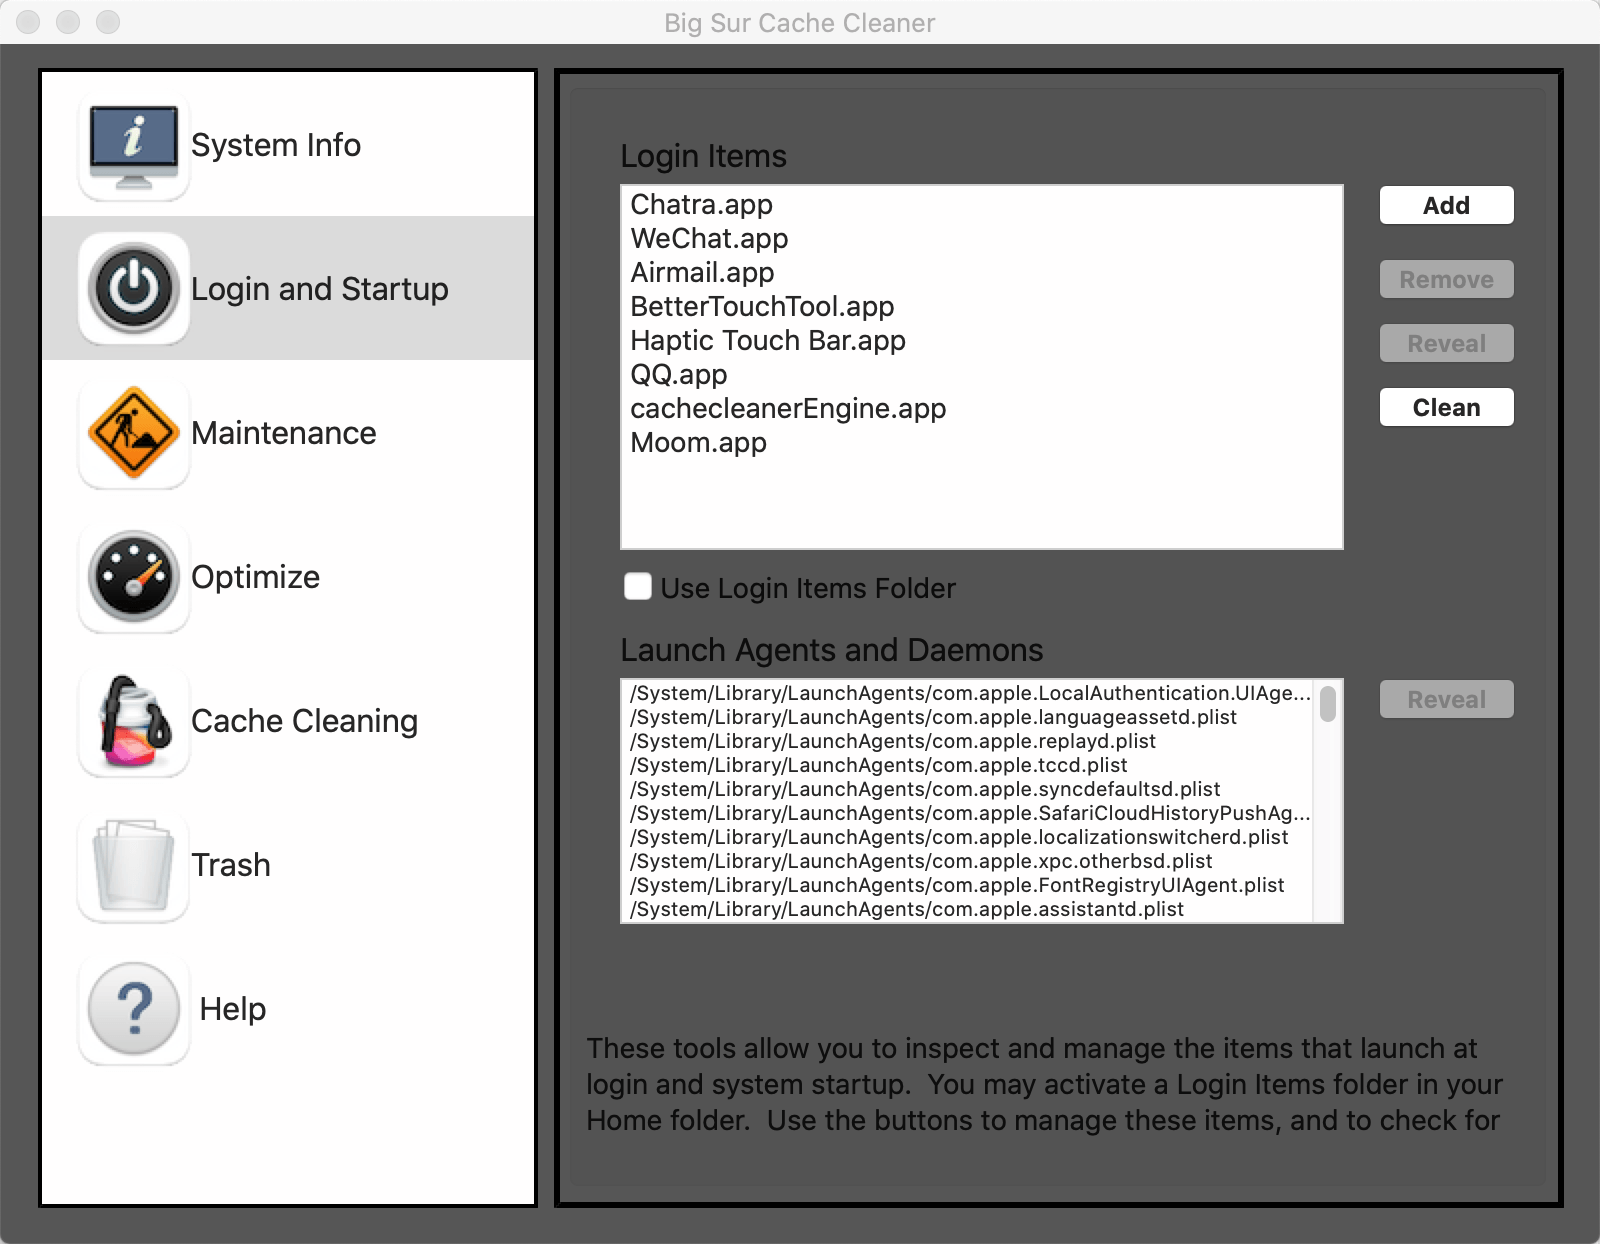 Big Sur Cache Cleaner
System Info
Login and Startup
Maintenance
Optimize
Cache Cleaning
Trash
Help
Login Items
Chatra.app
WeChat.app
Airmail.app
BetterTouchTool.app
Haptic Touch Bar.app
QQ.app
cachecleanerEngine.app
Moom.app
Add
Remove
Reveal
Clean
Use Login Items Folder
Launch Agents and Daemons
/System/Library/LaunchAgents/com.apple.LocalAuthentication.UIAge...
/System/Library/LaunchAgents/com.apple.languageassetd.plist
/System/Library/LaunchAgents/com.apple.replayd.plist
/System/Library/LaunchAgents/com.apple.tccd.plist
/System/Library/LaunchAgents/com.apple.syncdefaultsd.plist
/System/Library/LaunchAgents/com.apple.SafariCloudHistoryPushAg...
/System/Library/LaunchAgents/com.apple.localizationswitcherd.plist
/System/Library/LaunchAgents/com.apple.xpc.otherbsd.plist
/System/Library/LaunchAgents/com.apple.FontRegistryUIAgent.plist
/System/Library/LaunchAgents/com.apple.assistantd.plist
Reveal
These tools allow you to inspect and manage the items that launch at
login and system startup.  You may activate a Login Items folder in your
Home folder.  Use the buttons to manage these items, and to check for